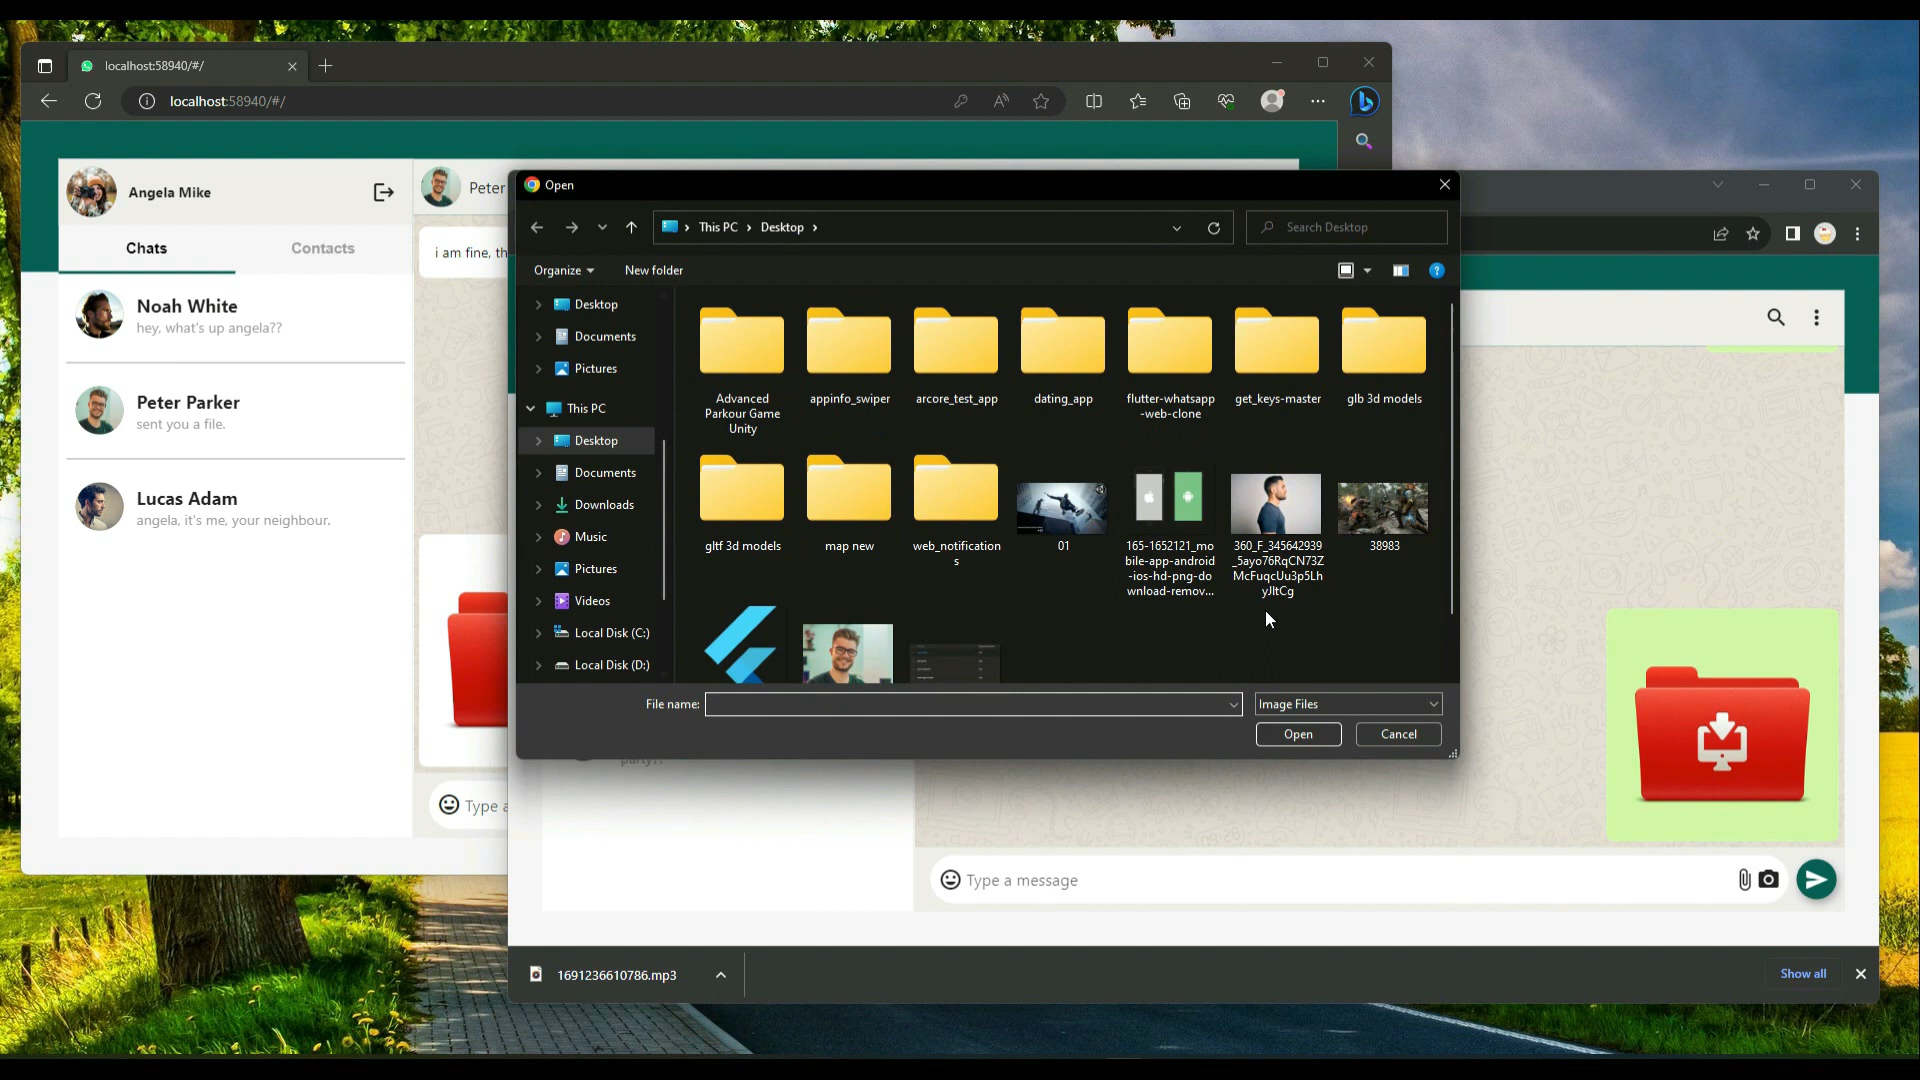 localhost:58940/#/
localhost:58940/#/
Angela Mike
Chats
Contacts
Noah White
hey, what's up angela??
Peter Parker
sent you a file.
Lucas Adam
angela, it's me, your neighbour.
Peter
i am fine, th
Type a
Open
This PC
Desktop
Search Desktop
Organize
New folder
Desktop
Documents
Pictures
This PC
Desktop
Documents
Downloads
Music
Pictures
Videos
Local Disk (C:)
Local Disk (D:)
Advanced
Parkour Game
Unity
appinfo_swiper
arcore_test_app
dating_app
flutter-whatsapp
-web-clone
get_keys-master
glb 3d models
gltf 3d models
map new
web_notification
s
01
165-1652121_mo
bile-app-android
-ios-hd-png-do
wnload-remov...
360_F_345642939
_5ayo76RqCN73Z
McFuqcUu3p5Lh
yJltCg
38983
File name:
Image Files
Open
Cancel
party??
Type a message
1691236610786.mp3
Show all